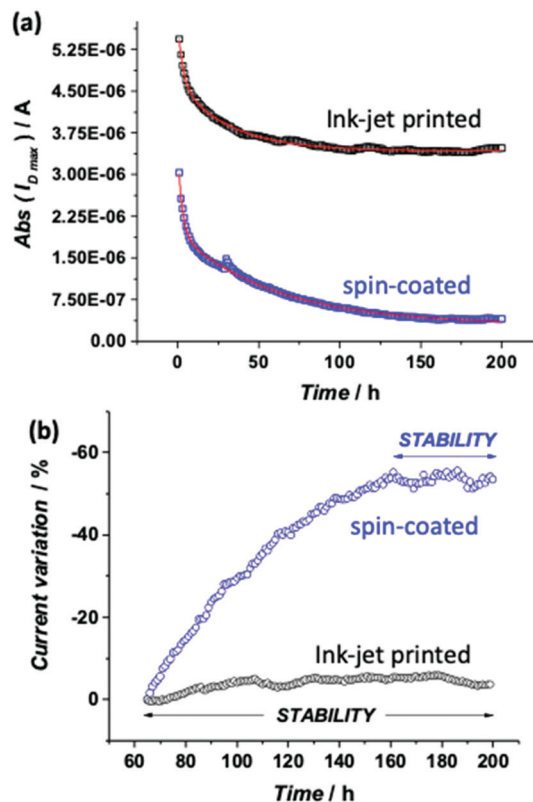 (a)
5.25E-06
4.50E-06
3.75E-06
3.00E-06
2.25E-06
1.50E-06
7.50E-07
0.00
Abs (I_D max) / A
Ink-jet printed
spin-coated
0 50 100 150 200
Time / h
(b)
-60
-40
-20
0
Current variation / %
STABILITY
spin-coated
Ink-jet printed
STABILITY
60 80 100 120 140 160 180 200
Time / h